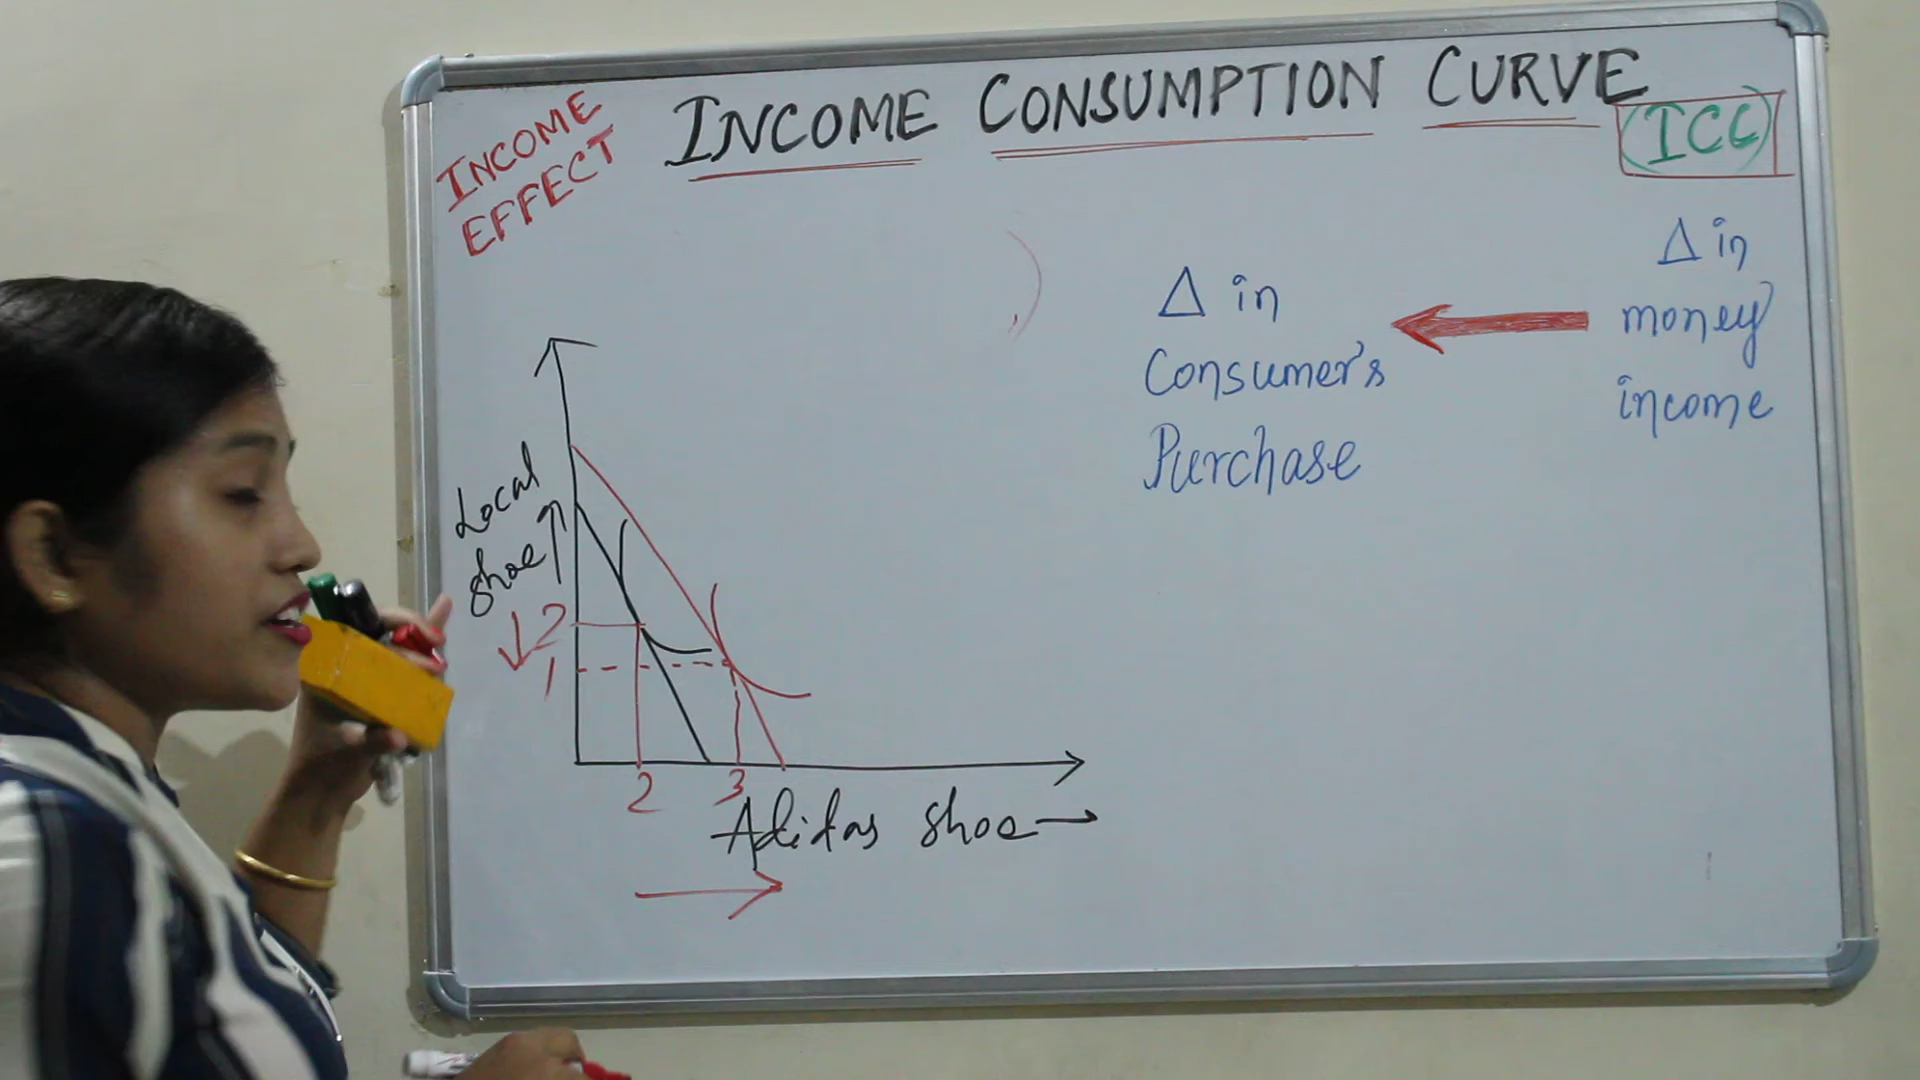 INCOME
EFFECT
INCOME CONSUMPTION CURVE
(ICC)
Δ in
Consumer's
Purchase
Δ in
money
income
Local
Shoe
2
1
2
3
Adidas Shoe